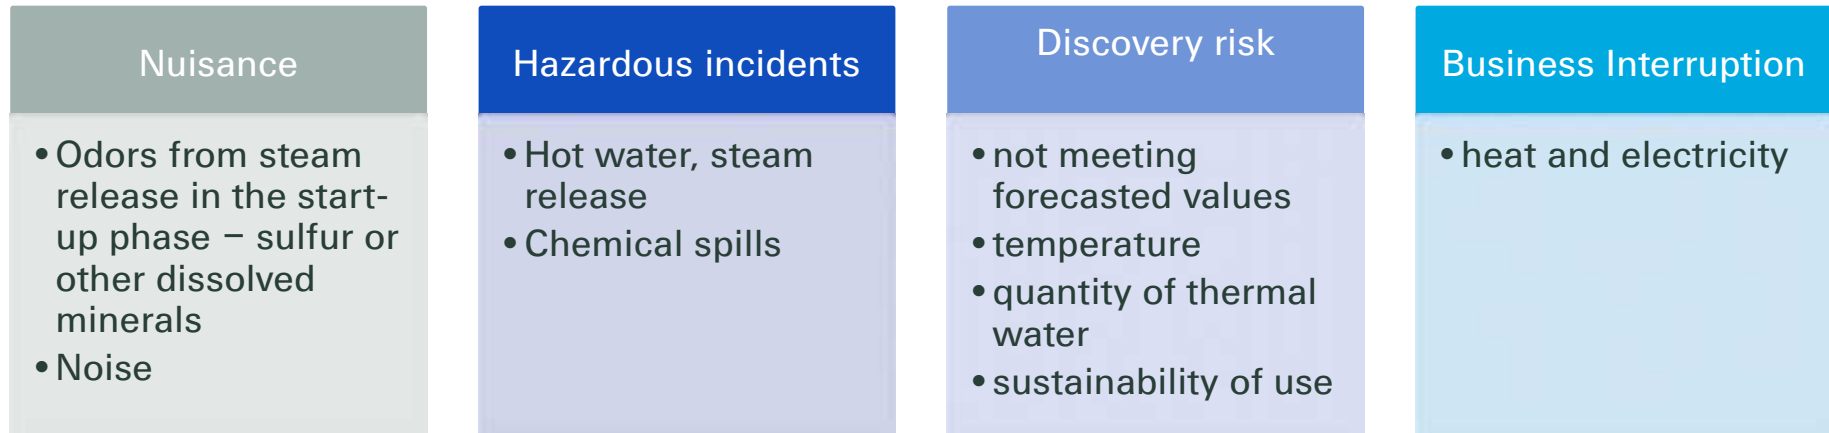 Nuisance
• Odors from steam
release in the start-
up phase – sulfur or
other dissolved
minerals
• Noise
Hazardous incidents
• Hot water, steam
release
• Chemical spills
Discovery risk
• not meeting
forecasted values
• temperature
• quantity of thermal
water
• sustainability of use
Business Interruption
• heat and electricity